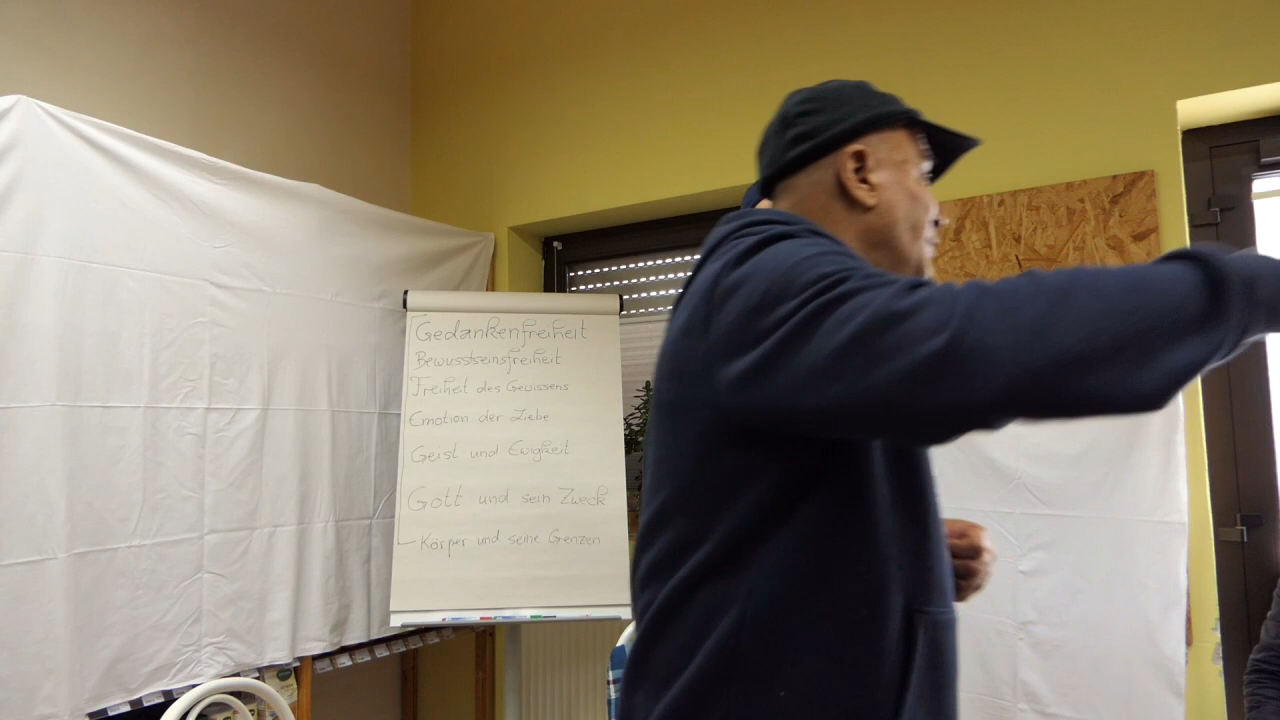 Gedankenfreiheit
Bewusstseinsfreiheit
Freiheit des Gewissens
Emotion der Liebe
Geist und Ewigkeit
Gott und sein Zweck
Körper und seine Grenzen